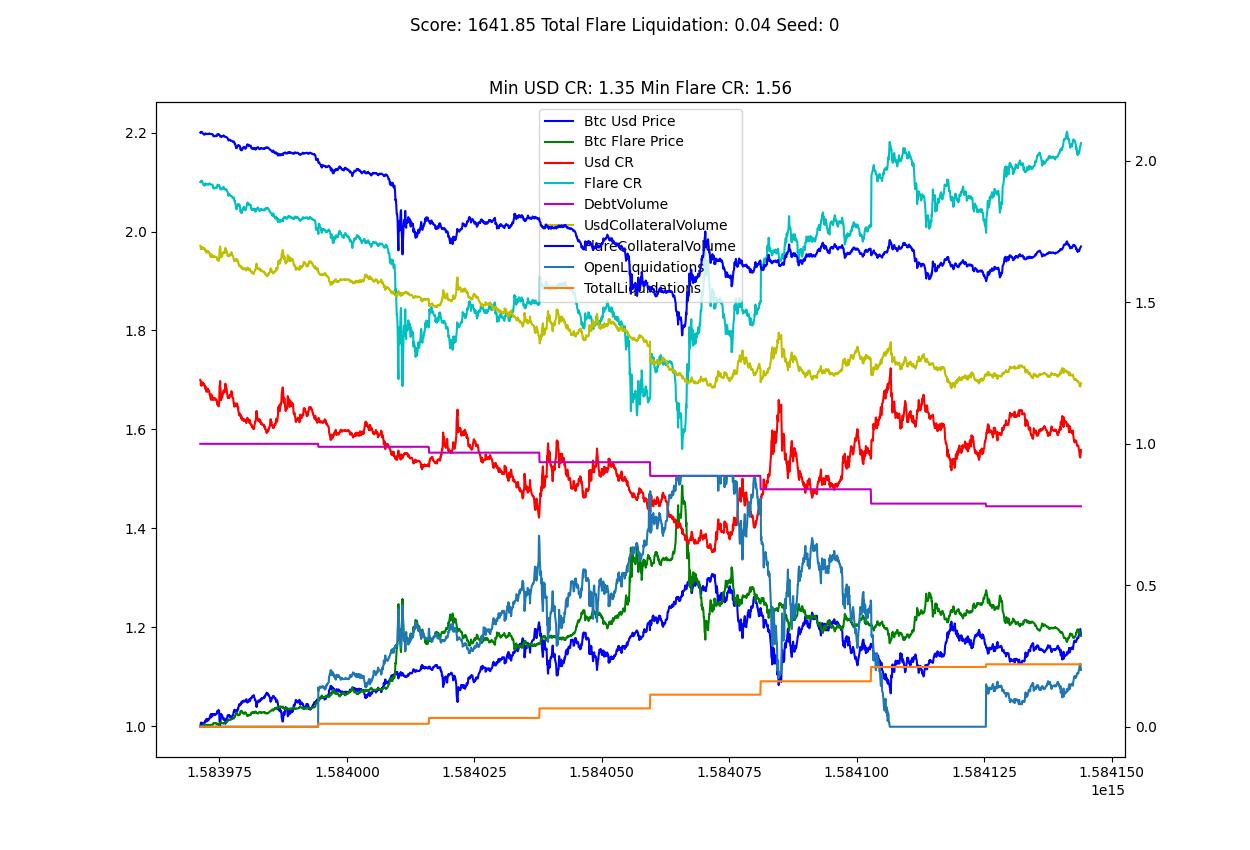 Score: 1641.85 Total Flare Liquidation: 0.04 Seed: 0
Min USD CR: 1.35 Min Flare CR: 1.56
Btc Usd Price
Btc Flare Price
Usd CR
Flare CR
DebtVolume
UsdCollateralVolume
FlareCollateralVolume
OpenLiquidations
TotalLiquidations
2.2
2.0
1.8
1.6
1.4
1.2
1.0
2.0
1.5
1.0
0.5
0.0
1.583975 1.584000 1.584025 1.584050 1.584075 1.584100 1.584125 1.584150
1e15